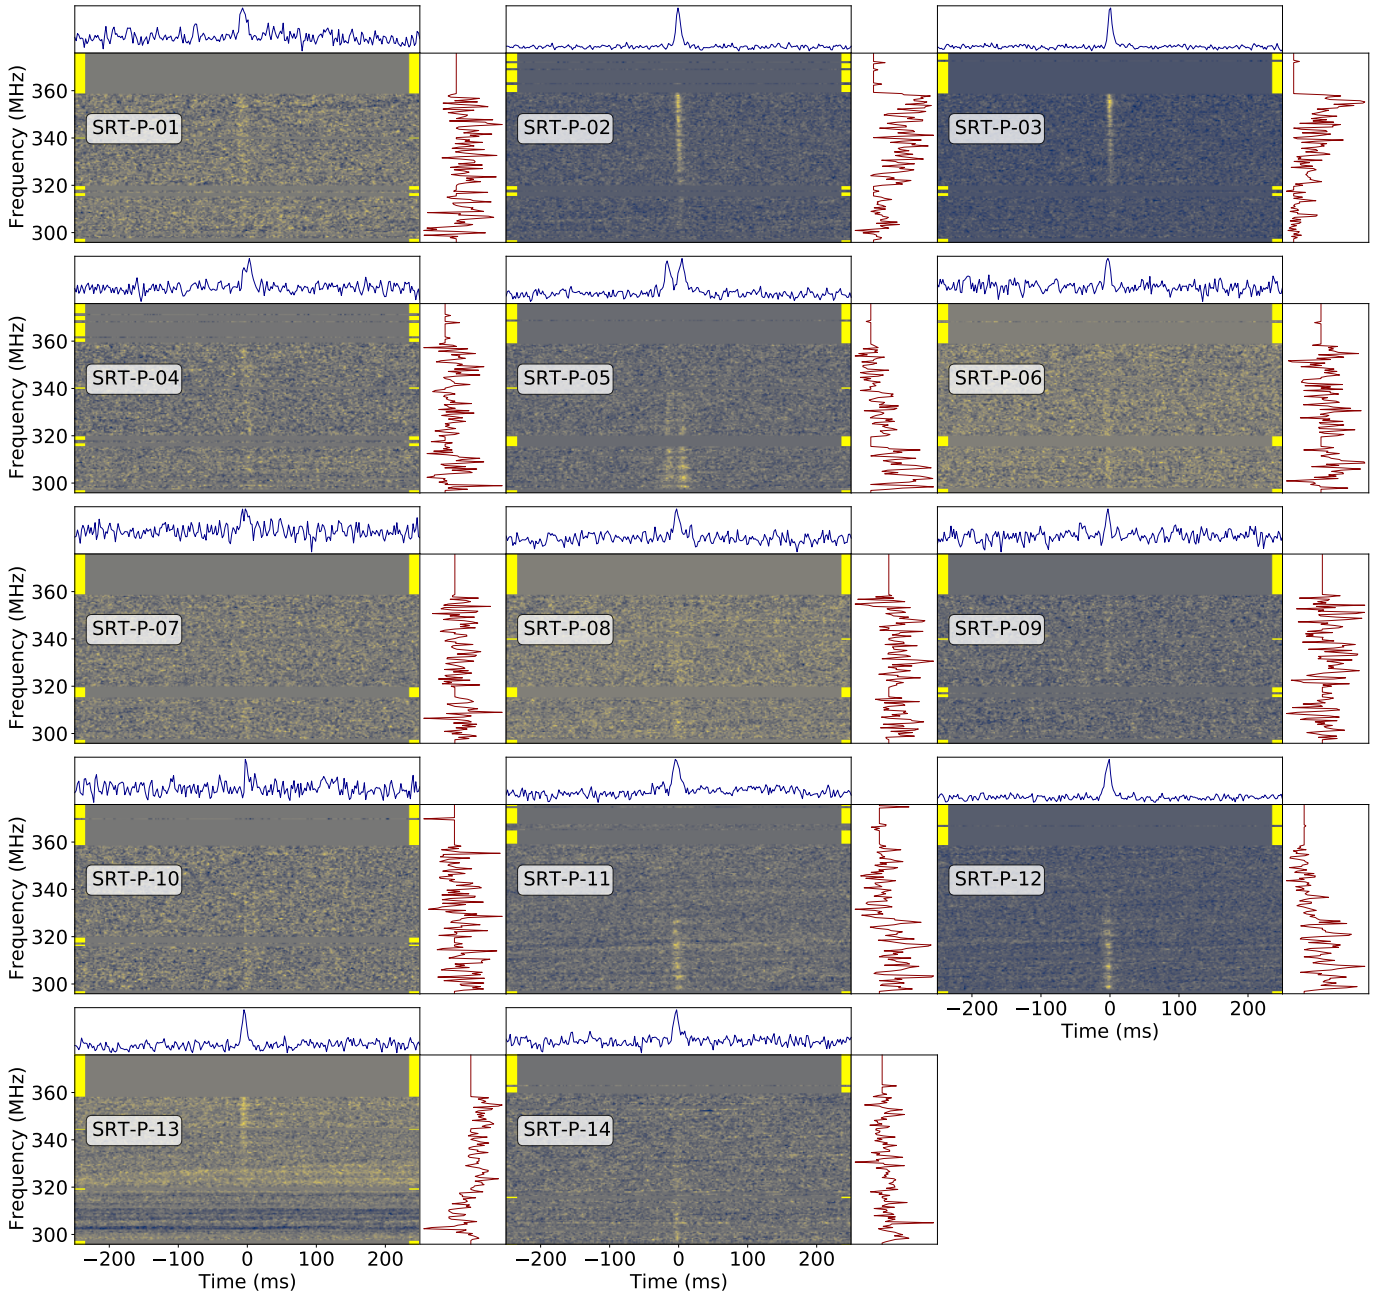 SRT-P-01
SRT-P-02
SRT-P-03
Frequency (MHz)
360
340
320
300
SRT-P-04
SRT-P-05
SRT-P-06
Frequency (MHz)
360
340
320
300
SRT-P-07
SRT-P-08
SRT-P-09
Frequency (MHz)
360
340
320
300
SRT-P-10
SRT-P-11
SRT-P-12
Frequency (MHz)
360
340
320
300
−200 −100 0 100 200
Time (ms)
SRT-P-13
SRT-P-14
Frequency (MHz)
360
340
320
300
−200 −100 0 100 200
Time (ms)
−200 −100 0 100 200
Time (ms)